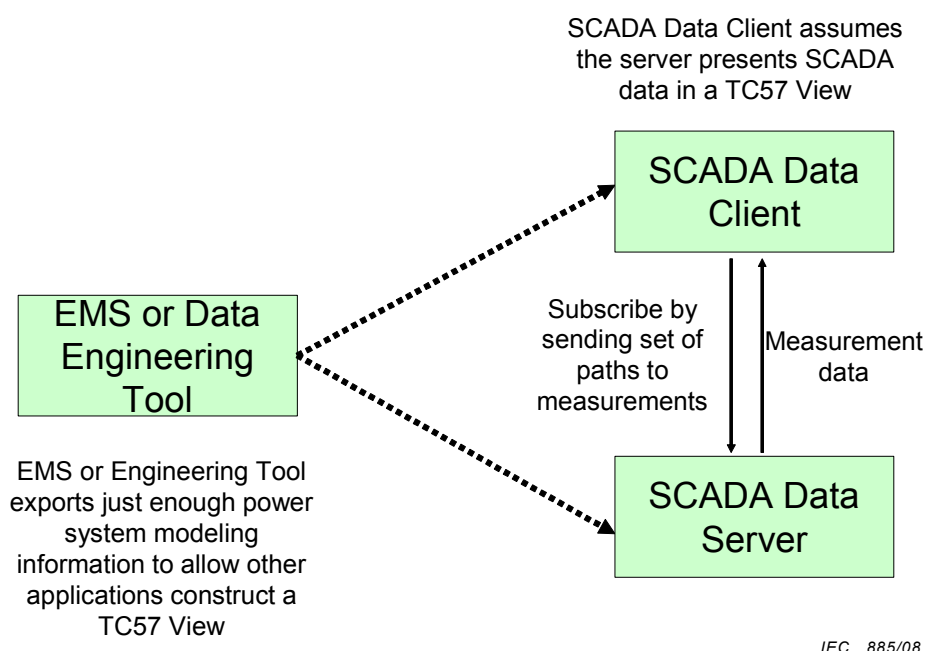 SCADA Data Client assumes
the server presents SCADA
data in a TC57 View
SCADA Data
Client
EMS or Data
Engineering
Tool
Subscribe by
sending set of
paths to
measurements
Measurement
data
EMS or Engineering Tool
exports just enough power
system modeling
information to allow other
applications construct a
TC57 View
SCADA Data
Server
IEC 885/08